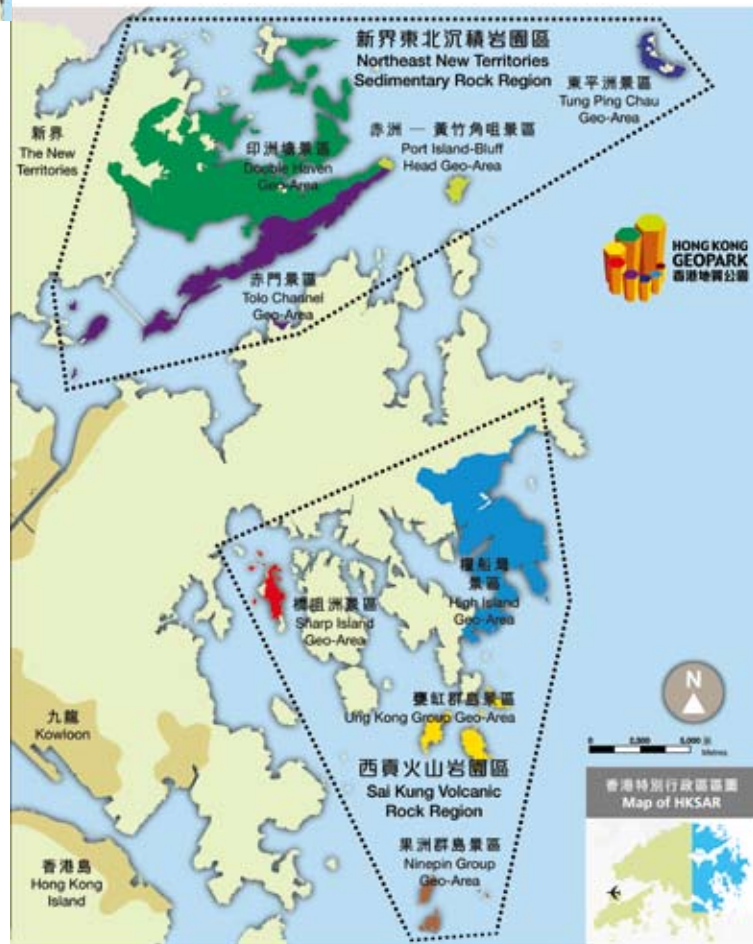 新界東北沉積岩園區
Northeast New Territories
Sedimentary Rock Region
東平洲景區
Tung Ping Chau
Geo-Area
新界
The New
Territories
印洲塘景區
Double Haven
Geo-Area
赤洲 — 黃竹角咀景區
Port Island-Bluff
Head Geo-Area
HONG KONG
GEOPARK
香港地質公園
赤門景區
Tolo Channel
Geo-Area
糧船灣
景區
High Island
Geo-Area
橋咀洲景區
Sharp Island
Geo-Area
甕缸群島景區
Ung Kong Group Geo-Area
九龍
Kowloon
西貢火山岩園區
Sai Kung Volcanic
Rock Region
N
0 2,500 5,000 米
Metres
香港特別行政區區圖
Map of HKSAR
果洲群島景區
Ninepin Group
Geo-Area
香港島
Hong Kong
Island